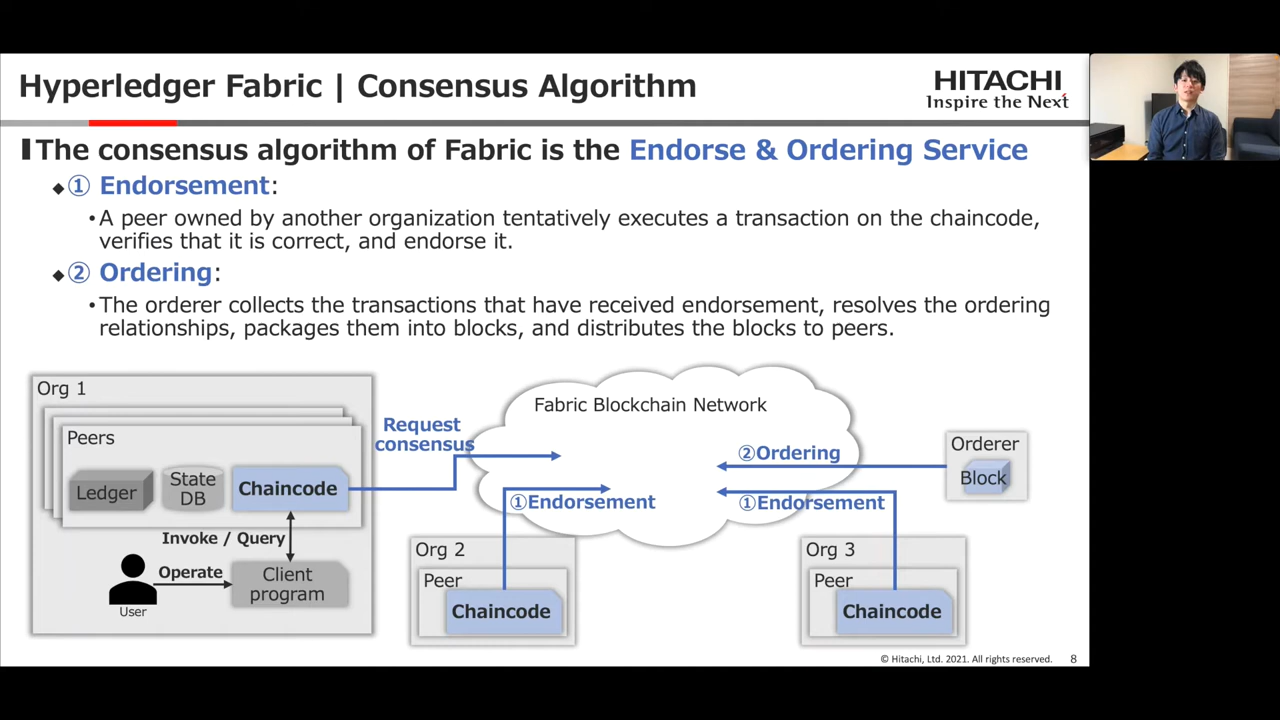 Hyperledger Fabric | Consensus Algorithm
HITACHI
Inspire the Next
The consensus algorithm of Fabric is the Endorse & Ordering Service
◆① Endorsement:
•A peer owned by another organization tentatively executes a transaction on the chaincode,
verifies that it is correct, and endorse it.
◆② Ordering:
•The orderer collects the transactions that have received endorsement, resolves the ordering
relationships, packages them into blocks, and distributes the blocks to peers.
Org 1
Peers
Ledger
State
DB
Chaincode
Invoke / Query
Operate
User
Client
program
Request
consensus
Fabric Blockchain Network
①Endorsement
②Ordering
①Endorsement
Orderer
Block
Org 2
Peer
Chaincode
Org 3
Peer
Chaincode
© Hitachi, Ltd. 2021. All rights reserved.
8